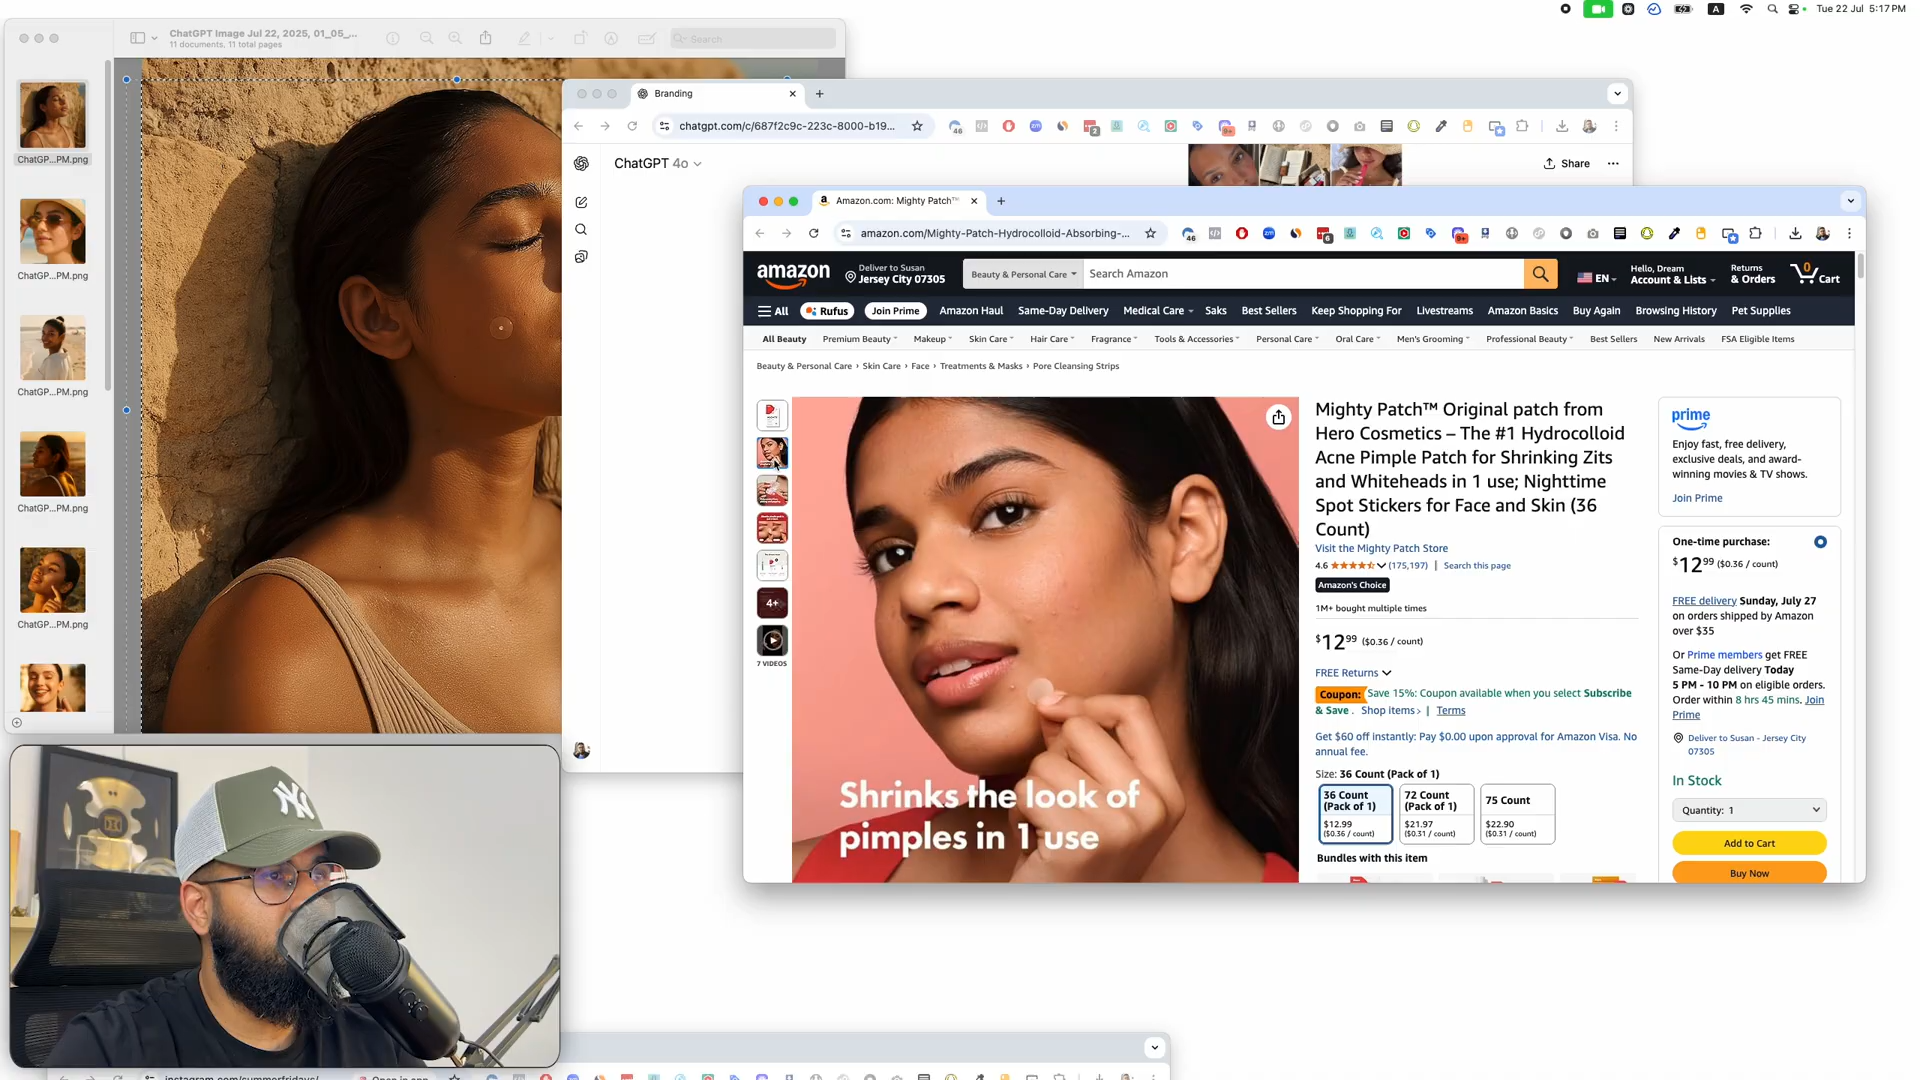 Tue 22 Jul 5:17 PM
ChatGPT Image Jul 22, 2025, 01_05_...
11 documents, 11 total pages
Search
ChatGP...PM.png
ChatGP...PM.png
ChatGP...PM.png
ChatGP...PM.png
ChatGP...PM.png
Branding
chatgpt.com/c/687f2c9c-223c-8000-b19...
ChatGPT 4o
Share
Amazon.com: Mighty Patch™
amazon.com/Mighty-Patch-Hydrocolloid-Absorbing-...
amazon
Deliver to Susan
Jersey City 07305
Beauty & Personal Care
Search Amazon
EN
Hello, Dream
Account & Lists
Returns
& Orders
0
Cart
All
Rufus
Join Prime
Amazon Haul
Same-Day Delivery
Medical Care
Saks
Best Sellers
Keep Shopping For
Livestreams
Amazon Basics
Buy Again
Browsing History
Pet Supplies
All Beauty
Premium Beauty
Makeup
Skin Care
Hair Care
Fragrance
Tools & Accessories
Personal Care
Oral Care
Men's Grooming
Professional Beauty
Best Sellers
New Arrivals
FSA Eligible Items
Beauty & Personal Care › Skin Care › Face › Treatments & Masks › Pore Cleansing Strips
4+
7 VIDEOS
Shrinks the look of
pimples in 1 use
Mighty Patch™ Original patch from
Hero Cosmetics – The #1 Hydrocolloid
Acne Pimple Patch for Shrinking Zits
and Whiteheads in 1 use; Nighttime
Spot Stickers for Face and Skin (36
Count)
Visit the Mighty Patch Store
4.6 (175,197) | Search this page
Amazon's Choice
1M+ bought multiple times
$12 99 ($0.36 / count)
FREE Returns
Coupon: Save 15%: Coupon available when you select Subscribe
& Save. Shop items › | Terms
Get $60 off instantly: Pay $0.00 upon approval for Amazon Visa. No
annual fee.
Size: 36 Count (Pack of 1)
36 Count
(Pack of 1)
$12.99
($0.36 / count)
72 Count
(Pack of 1)
$21.97
($0.31 / count)
75 Count
$22.90
($0.31 / count)
Bundles with this item
prime
Enjoy fast, free delivery,
exclusive deals, and award-
winning movies & TV shows.
Join Prime
One-time purchase:
$12 99 ($0.36 / count)
FREE delivery Sunday, July 27
on orders shipped by Amazon
over $35
Or Prime members get FREE
Same-Day delivery Today
5 PM - 10 PM on eligible orders.
Order within 8 hrs 45 mins. Join
Prime
Deliver to Susan - Jersey City
07305
In Stock
Quantity: 1
Add to Cart
Buy Now
NY
instagram.com/summerfridays/
Open in app